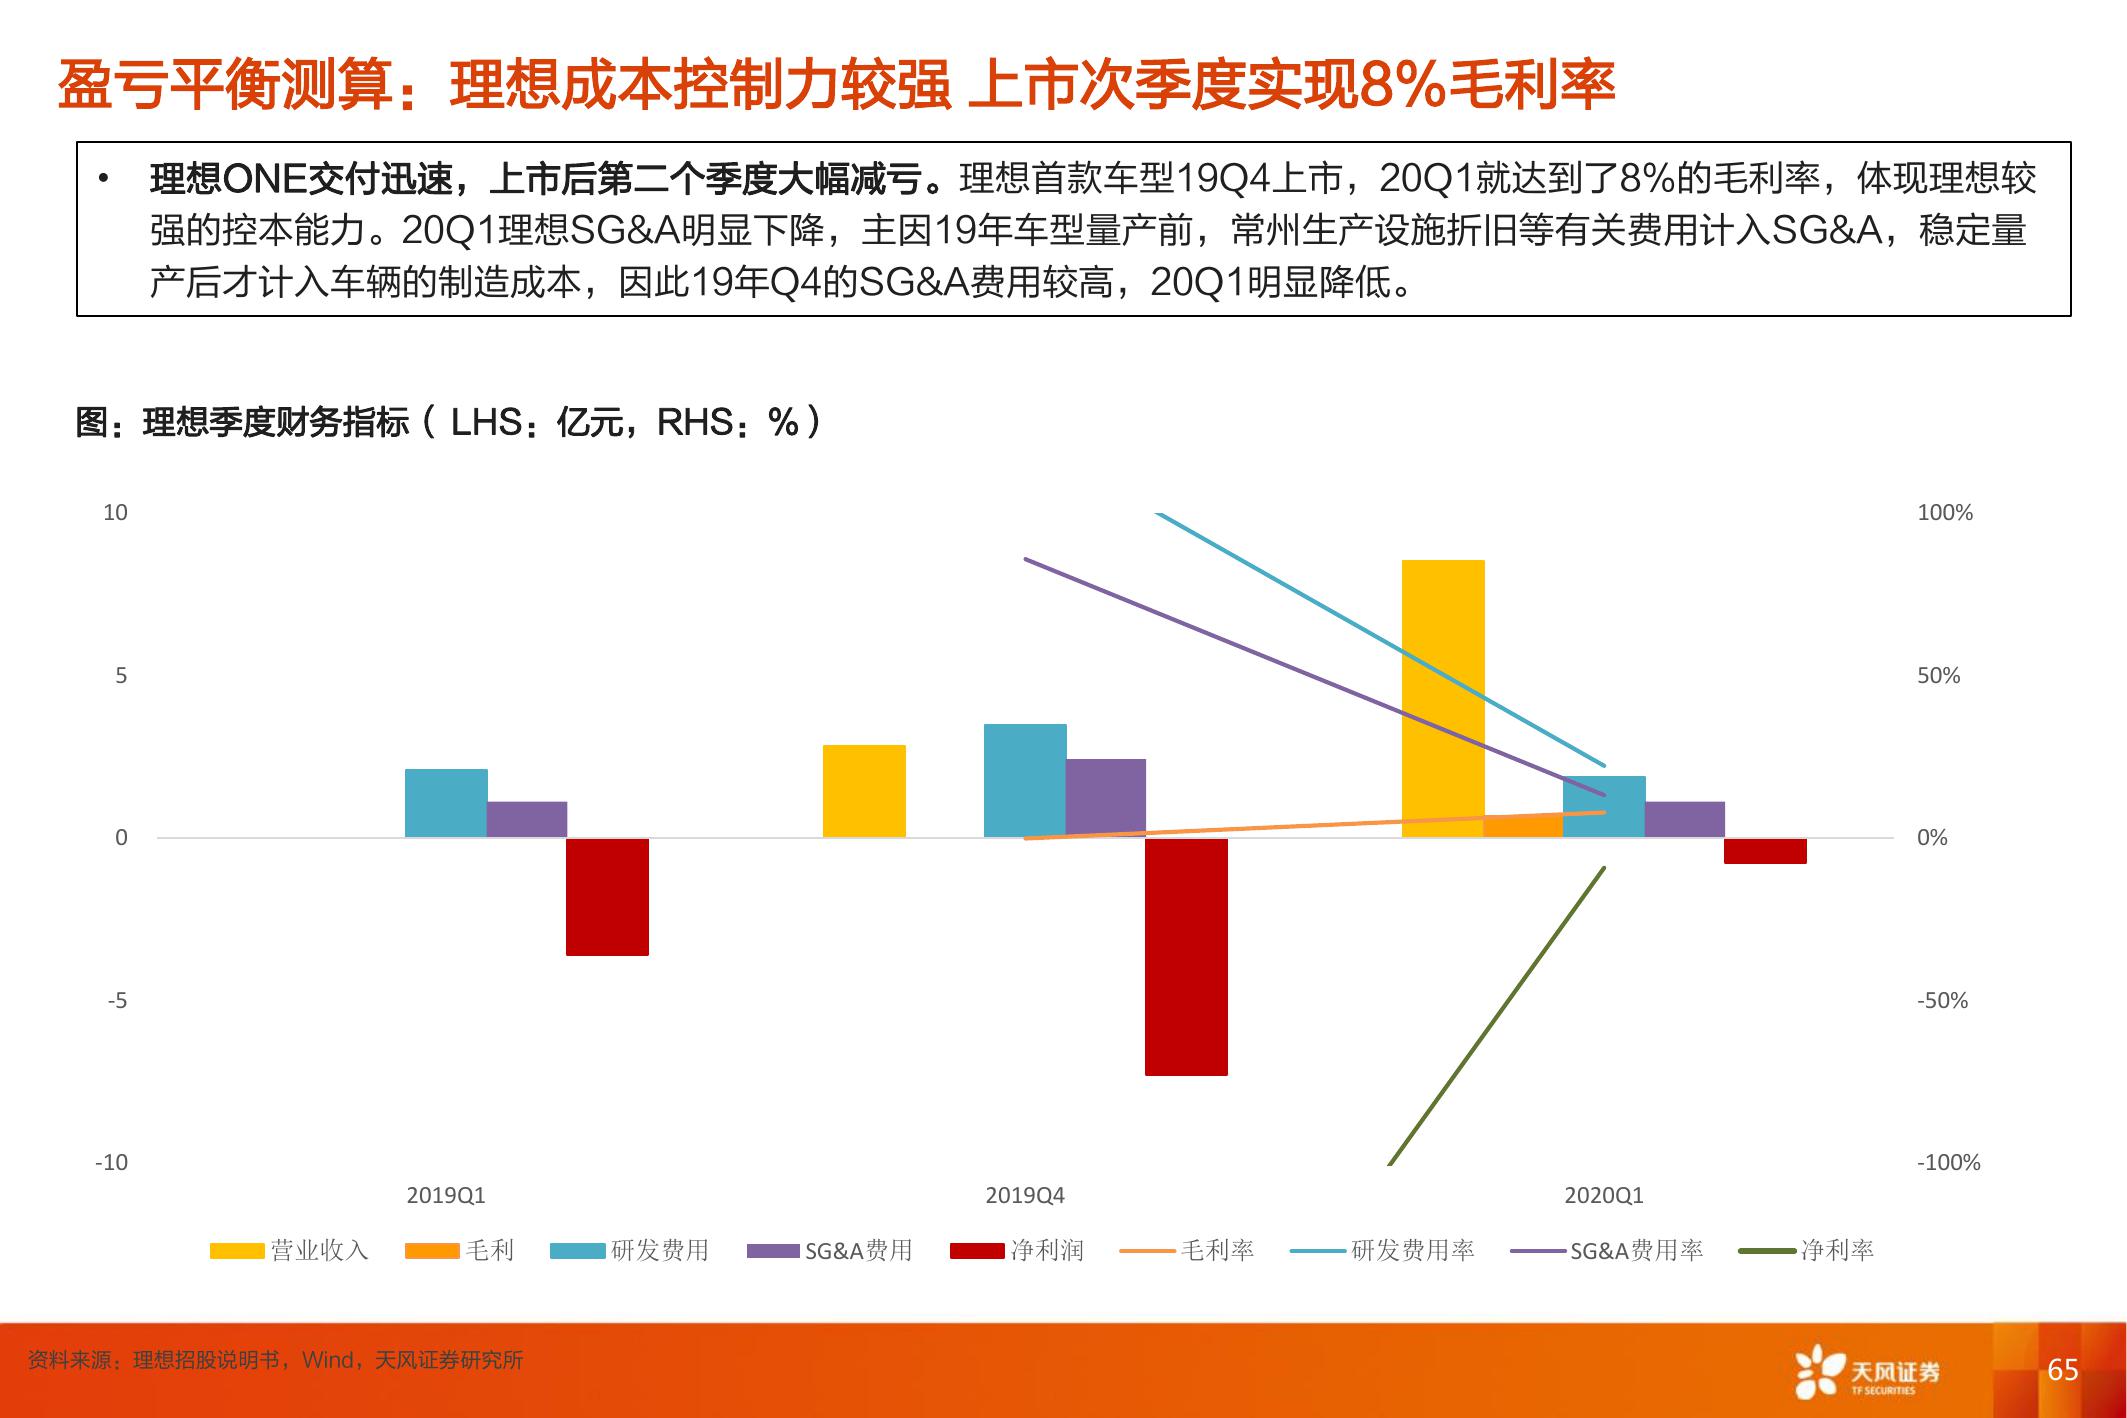 盈亏平衡测算：理想成本控制力较强 上市次季度实现8%毛利率
• 理想ONE交付迅速，上市后第二个季度大幅减亏。理想首款车型19Q4上市，20Q1就达到了8%的毛利率，体现理想较
强的控本能力。20Q1理想SG&A明显下降，主因19年车型量产前，常州生产设施折旧等有关费用计入SG&A，稳定量
产后才计入车辆的制造成本，因此19年Q4的SG&A费用较高，20Q1明显降低。
图：理想季度财务指标（ LHS：亿元，RHS：% ）
10
5
0
-5
-10
100%
50%
0%
-50%
-100%
2019Q1 2019Q4 2020Q1
营业收入 毛利 研发费用 SG&A费用 净利润 毛利率 研发费用率 SG&A费用率 净利率
资料来源：理想招股说明书，Wind，天风证券研究所
天风证券
TF SECURITIES
65